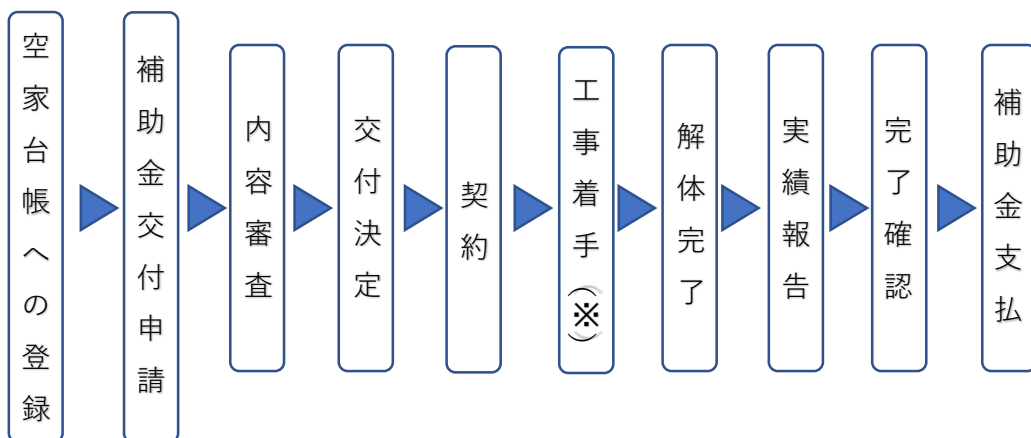 空家台帳への登録
補助金交付申請
内容審査
交付決定
契約
工事着手(※)
解体完了
実績報告
完了確認
補助金支払